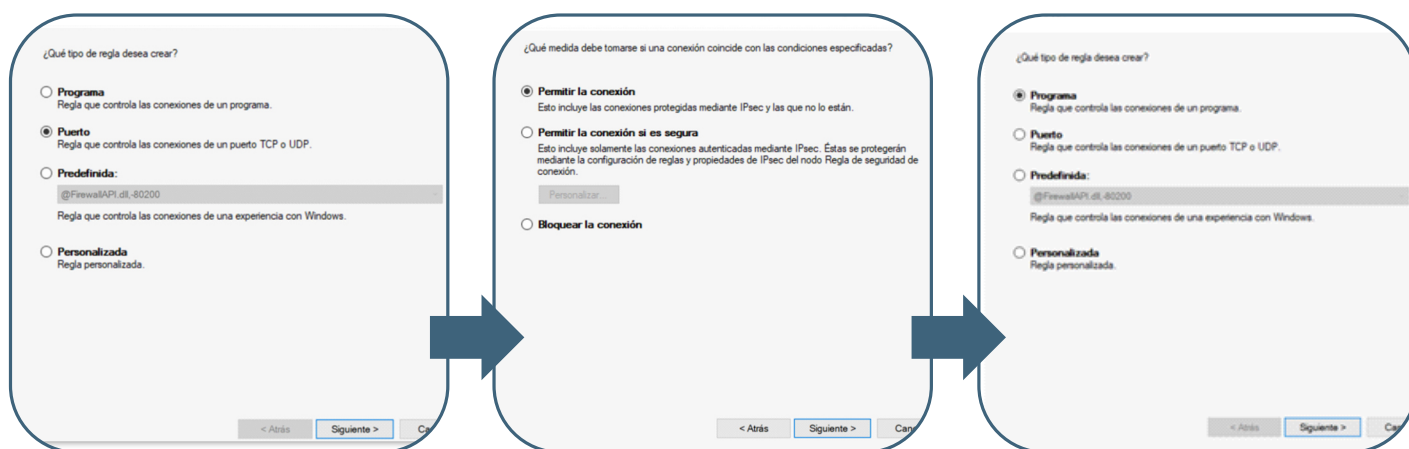 ¿Qué tipo de regla desea crear?
Programa
Regla que controla las conexiones de un programa.
Puerto
Regla que controla las conexiones de un puerto TCP o UDP.
Predefinida:
@FirewallAPI.dll,-80200
Regla que controla las conexiones de una experiencia con Windows.
Personalizada
Regla personalizada.
< Atrás Siguiente > Ca
¿Qué medida debe tomarse si una conexión coincide con las condiciones especificadas?
Permitir la conexión
Esto incluye las conexiones protegidas mediante IPsec y las que no lo están.
Permitir la conexión si es segura
Esto incluye solamente las conexiones autenticadas mediante IPsec. Éstas se protegerán
mediante la configuración de reglas y propiedades de IPsec del nodo Regla de seguridad de
conexión.
Personalizar...
Bloquear la conexión
< Atrás Siguiente > Can
¿Qué tipo de regla desea crear?
Programa
Regla que controla las conexiones de un programa.
Puerto
Regla que controla las conexiones de un puerto TCP o UDP.
Predefinida:
@FirewallAPI.dll,-80200
Regla que controla las conexiones de una experiencia con Windows.
Personalizada
Regla personalizada.
< Atrás Siguiente > Can